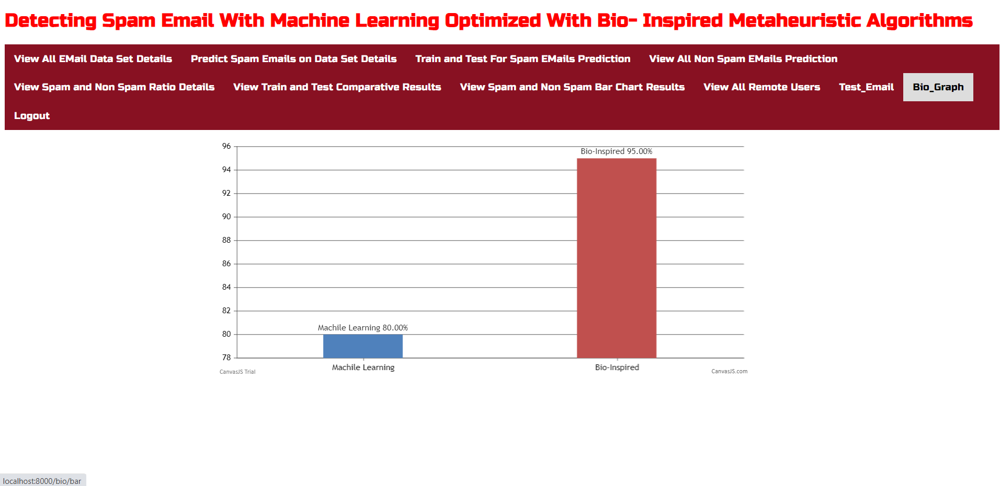 Detecting Spam Email With Machine Learning Optimized With Bio- Inspired Metaheuristic Algorithms
View All EMail Data Set Details Predict Spam Emails on Data Set Details Train and Test For Spam EMails Prediction View All Non Spam EMails Prediction
View Spam and Non Spam Ratio Details View Train and Test Comparative Results View Spam and Non Spam Bar Chart Results View All Remote Users Test_Email Bio_Graph
Logout
96
Bio-Inspired 95.00%
94
92
90
88
86
84
82
Machile Learning 80.00%
80
78
Machile Learning Bio-Inspired
CanvasJS Trial CanvasJS.com
localhost:8000/bio/bar